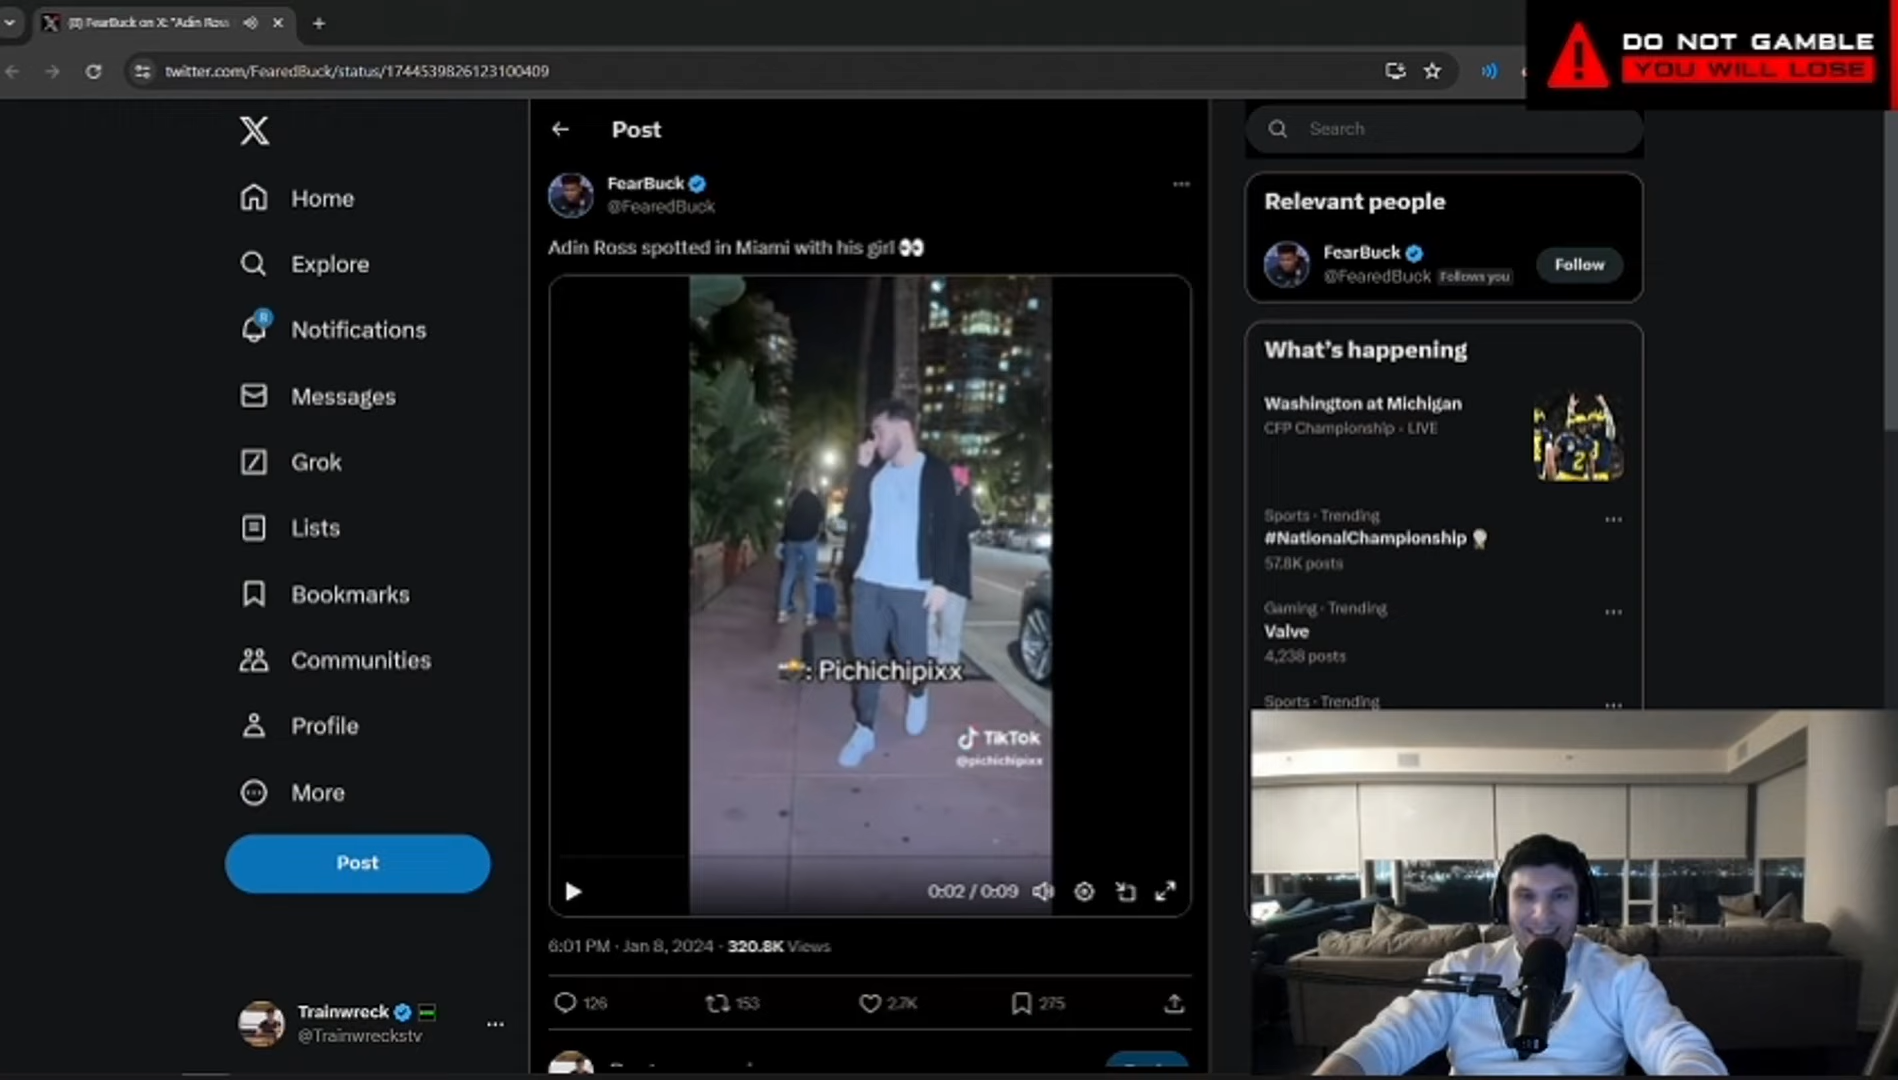 (8) FearBuck on X: "Adin Ross
twitter.com/FearedBuck/status/1744539826123100409
DO NOT GAMBLE
YOU WILL LOSE
Home
Explore
8
Notifications
Messages
Grok
Lists
Bookmarks
Communities
Profile
More
Post
Trainwreck
@Trainwreckstv
Post
FearBuck
@FearedBuck
Adin Ross spotted in Miami with his girl 👀
📸: Pichichipixx
TikTok
@pichichipixx
0:02 / 0:09
6:01 PM · Jan 8, 2024 · 320.8K Views
126
153
2.7K
275
Search
Relevant people
FearBuck
@FearedBuck Follows you
Follow
What's happening
Washington at Michigan
CFP Championship · LIVE
2
Sports · Trending
#NationalChampionship
57.8K posts
Gaming · Trending
Valve
4,238 posts
Sports · Trending